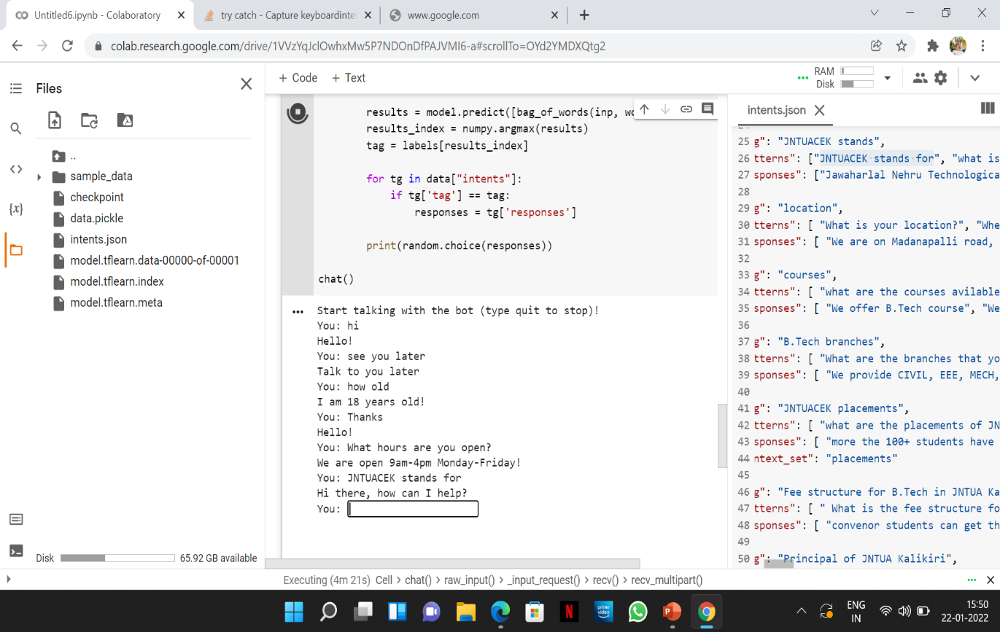 Untitled6.ipynb - Colaboratory
try catch - Capture keyboardinte
www.google.com
colab.research.google.com/drive/1VVzYqJclOwhxMw5P7NDOnDfPAJVMI6-a#scrollTo=OYd2YMDXQtg2
Files
..
sample_data
checkpoint
data.pickle
intents.json
model.tflearn.data-00000-of-00001
model.tflearn.index
model.tflearn.meta
Disk 65.92 GB available
+ Code + Text
RAM
Disk
results = model.predict([bag_of_words(inp,
results_index = numpy.argmax(results)
tag = labels[results_index]
for tg in data["intents"]:
if tg['tag'] == tag:
responses = tg['responses']
print(random.choice(responses))
chat()
Start talking with the bot (type quit to stop)!
You: hi
Hello!
You: see you later
Talk to you later
You: how old
I am 18 years old!
You: Thanks
Hello!
You: What hours are you open?
We are open 9am-4pm Monday-Friday!
You: JNTUACEK stands for
Hi there, how can I help?
You:
intents.json
25 g": "JNTUACEK stands",
26 tterns": ["JNTUACEK stands for", "what is
27 sponses": ["Jawaharlal Nehru Technologica
28
29 g": "location",
30 tterns": [ "What is your location?", "Whe
31 sponses": [ "We are on Madanapalli road,
32
33 g": "courses",
34 tterns": [ "what are the courses avilable
35 sponses": [ "We offer B.Tech course", "We
36
37 g": "B.Tech branches",
38 tterns": [ "What are the branches that yo
39 sponses": [ "We provide CIVIL, EEE, MECH,
40
41 g": "JNTUACEK placements",
42 tterns": [ "what are the placements of JN
43 sponses": [ "more the 100+ students have
44 ntext_set": "placements"
45
46 g": "Fee structure for B.Tech in JNTUA Ka
47 tterns": [ " What is the fee structure fo
48 sponses": [ "convenor students can get th
49
50 g": "Principal of JNTUA Kalikiri",
Executing (4m 21s) Cell > chat() > raw_input() > _input_request() > recv() > recv_multipart()
prime video
ENG
IN
15:50
22-01-2022